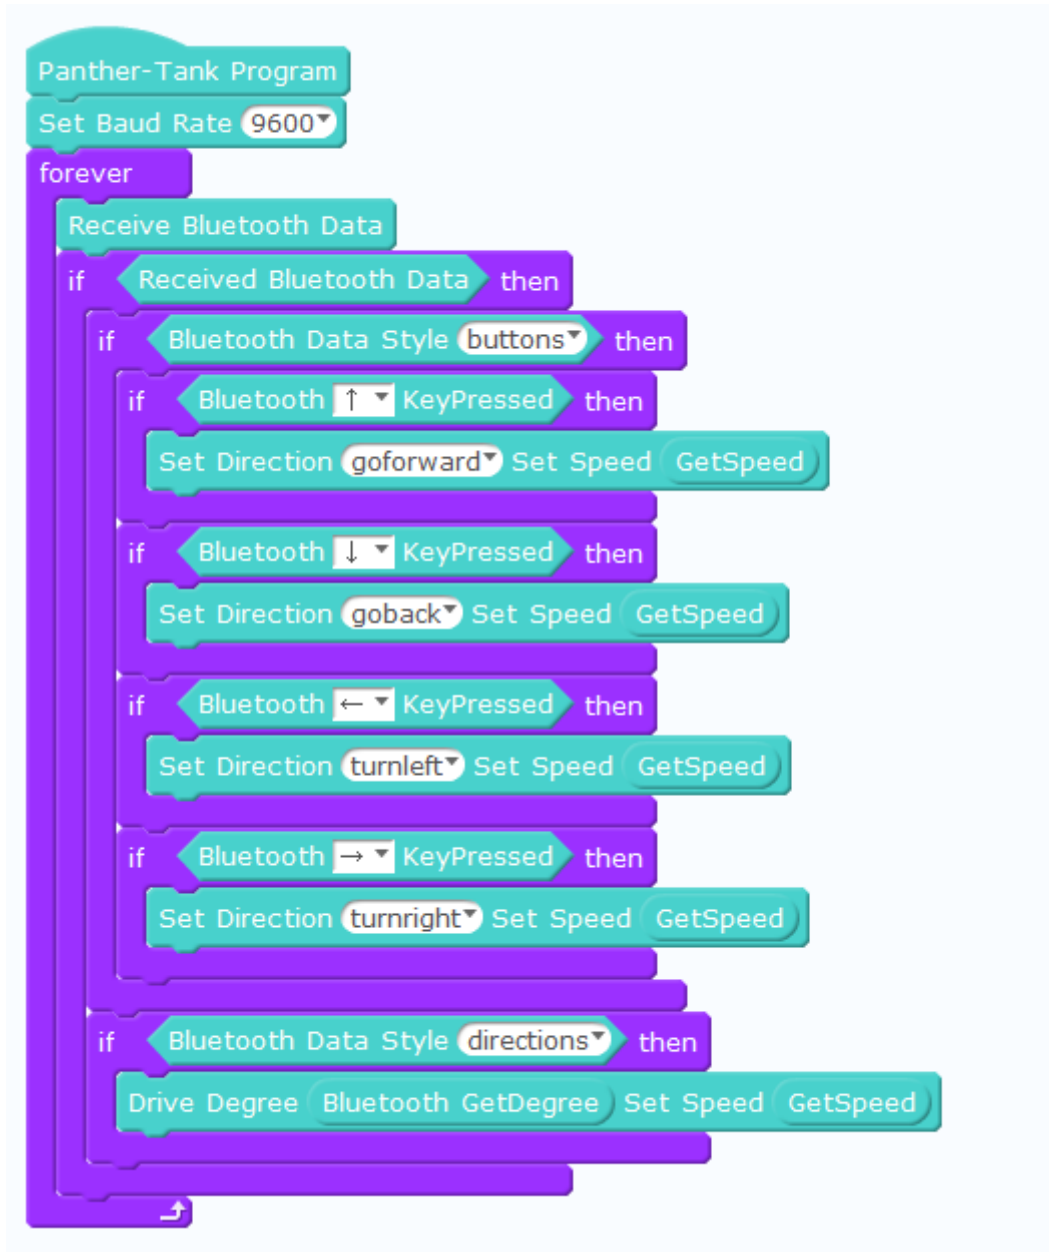 Panther-Tank Program
Set Baud Rate 9600
forever
Receive Bluetooth Data
if Received Bluetooth Data then
if Bluetooth Data Style buttons then
if Bluetooth ↑ KeyPressed then
Set Direction goforward Set Speed GetSpeed
if Bluetooth ↓ KeyPressed then
Set Direction goback Set Speed GetSpeed
if Bluetooth ← KeyPressed then
Set Direction turnleft Set Speed GetSpeed
if Bluetooth → KeyPressed then
Set Direction turnright Set Speed GetSpeed
if Bluetooth Data Style directions then
Drive Degree Bluetooth GetDegree Set Speed GetSpeed